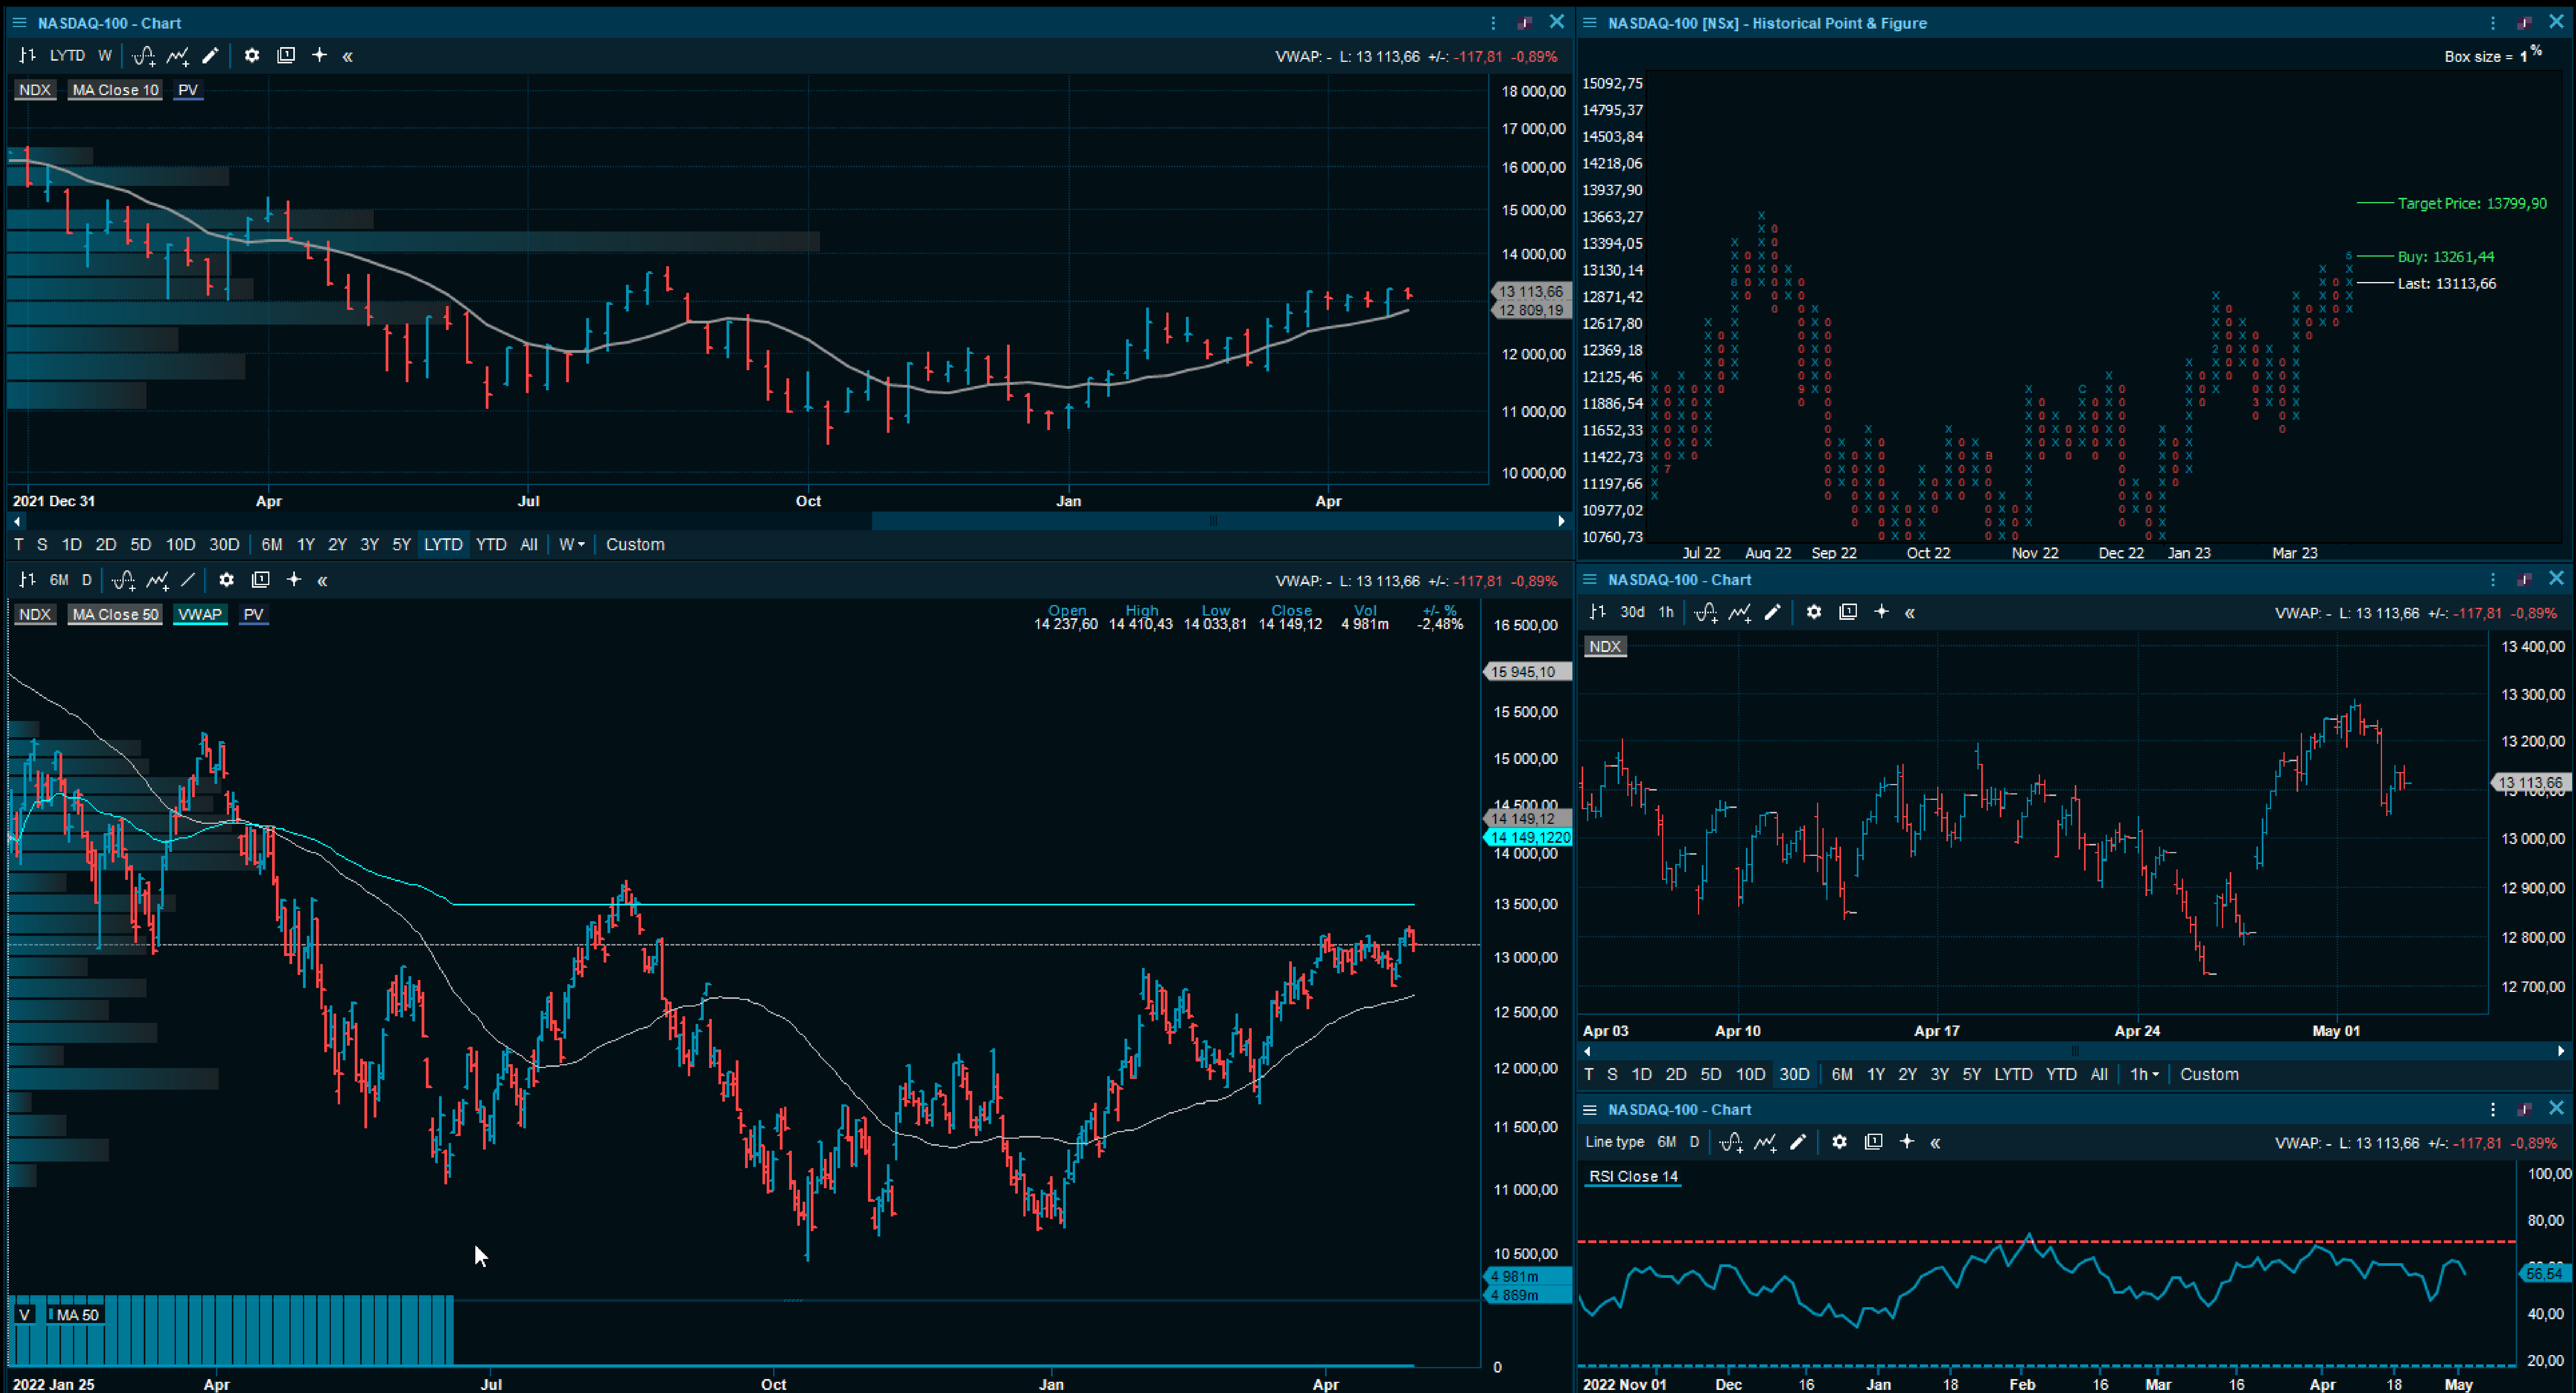 NASDAQ-100 - Chart
LYTD W
VWAP: - L: 13 113,66 +/-: -117,81 -0,89%
NDX MA Close 10 PV
18 000,00
17 000,00
16 000,00
15 000,00
14 000,00
13 113,66
12 809,19
12 000,00
11 000,00
10 000,00
2021 Dec 31 Apr Jul Oct Jan Apr
T S 1D 2D 5D 10D 30D 6M 1Y 2Y 3Y 5Y LYTD YTD All W Custom
6M D
VWAP: - L: 13 113,66 +/-: -117,81 -0,89%
NDX MA Close 50 VWAP PV
Open High Low Close Vol +/- %
14 237,60 14 410,43 14 033,81 14 149,12 4 981m -2,48%
16 500,00
15 945,10
15 500,00
15 000,00
14 500,00
14 149,12
14 149,1220
14 000,00
13 500,00
13 000,00
12 500,00
12 000,00
11 500,00
11 000,00
10 500,00
4 981m
4 869m
V MA 50
0
2022 Jan 25 Apr Jul Oct Jan Apr
NASDAQ-100 [NSx] - Historical Point & Figure
Box size = 1 %
15092,75
14795,37
14503,84
14218,06
13937,90
Target Price: 13799,90
13663,27
13394,05
Buy: 13261,44
13130,14
Last: 13113,66
12871,42
12617,80
12369,18
12125,46
11886,54
11652,33
11422,73
11197,66
10977,02
10760,73
Jul 22 Aug 22 Sep 22 Oct 22 Nov 22 Dec 22 Jan 23 Mar 23
NASDAQ-100 - Chart
30d 1h
VWAP: - L: 13 113,66 +/-: -117,81 -0,89%
NDX
13 400,00
13 300,00
13 200,00
13 113,66
13 100,00
13 000,00
12 900,00
12 800,00
12 700,00
Apr 03 Apr 10 Apr 17 Apr 24 May 01
T S 1D 2D 5D 10D 30D 6M 1Y 2Y 3Y 5Y LYTD YTD All 1h Custom
NASDAQ-100 - Chart
Line type 6M D
VWAP: - L: 13 113,66 +/-: -117,81 -0,89%
RSI Close 14
100,00
80,00
56,54
40,00
20,00
2022 Nov 01 Dec 16 Jan 18 Feb 16 Mar 16 Apr 18 May